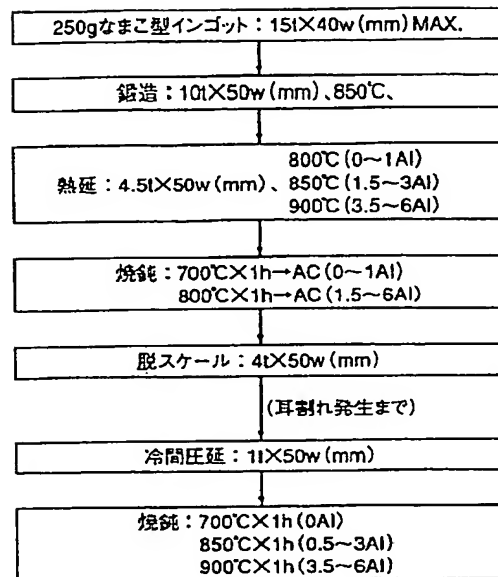 250gなまこ型インゴット：15t×40w(mm)MAX.
鍛造：10t×50w(mm)、850℃、
800℃(0～1Al)
熱延：4.5t×50w(mm)、850℃(1.5～3Al)
900℃(3.5～6Al)
焼鈍：700℃×1h→AC(0～1Al)
800℃×1h→AC(1.5～6Al)
脱スケール：4t×50w(mm)
(耳割れ発生まで)
冷間圧延：1t×50w(mm)
焼鈍：700℃×1h(0Al)
850℃×1h(0.5～3Al)
900℃×1h(3.5～6Al)